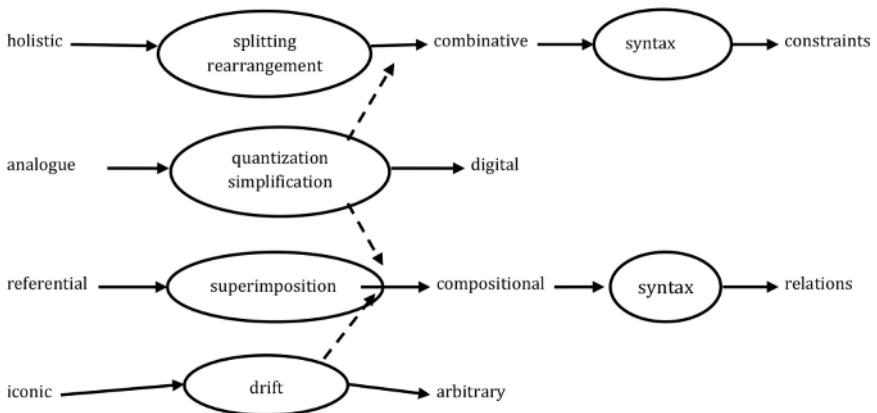 holistic splitting rearrangement combinative syntax constraints
analogue quantization simplification digital
referential superimposition compositional syntax relations
iconic drift arbitrary